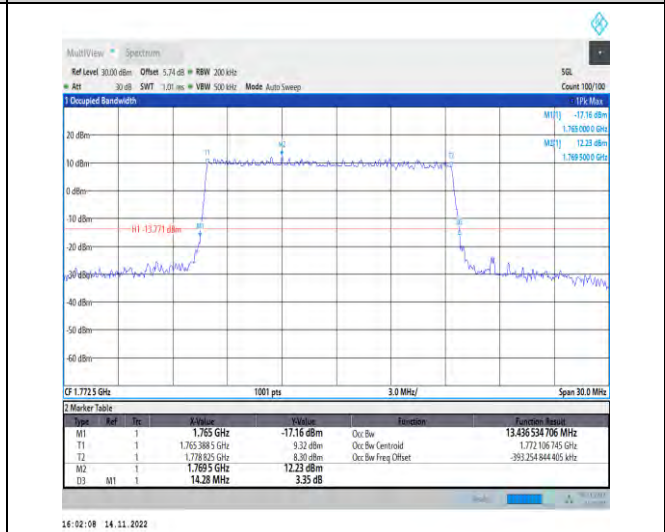 MultiView Spectrum
Ref Level 30.00 dBm Offset 5.74 dB RBW 200 kHz SGL
Att 30 dB SWT 1.01 ms VBW 500 kHz Mode Auto Sweep Count 100/100
1 Occupied Bandwidth 1Pk Max
M1[1] -17.16 dBm
1.765 000 0 GHz
M2[1] 12.23 dBm
1.769 500 0 GHz
20 dBm
M2
T1 T2
10 dBm
0 dBm
-10 dBm
H1 -13.771 dBm M1 D3
-20 dBm
-30 dBm
-40 dBm
-50 dBm
-60 dBm
CF 1.772 5 GHz 1001 pts 3.0 MHz/ Span 30.0 MHz
2 Marker Table
Type Ref Trc X-Value Y-Value Function Function Result
M1 1 1.765 GHz -17.16 dBm Occ Bw 13.436 534 706 MHz
T1 1 1.765 388 5 GHz 9.32 dBm Occ Bw Centroid 1.772 106 745 GHz
T2 1 1.778 825 GHz 8.30 dBm Occ Bw Freq Offset -393.254 844 405 kHz
M2 1 1.769 5 GHz 12.23 dBm
D3 M1 1 14.28 MHz 3.35 dB
16:02:08 14.11.2022